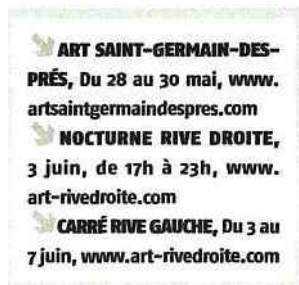 ART SAINT-GERMAIN-DES-
PRÉS, Du 28 au 30 mai, www.
artsaintgermaindespres.com
NOCTURNE RIVE DROITE,
3 juin, de 17h à 23h, www.
art-rivedroite.com
CARRÉ RIVE GAUCHE, Du 3 au
7 juin, www.art-rivedroite.com